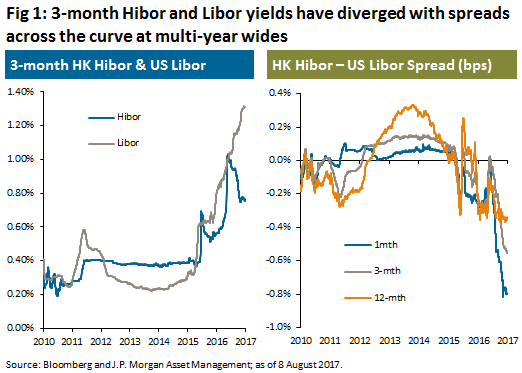 Fig 1: 3-month Hibor and Libor yields have diverged with spreads
across the curve at multi-year wides
3-month HK Hibor & US Libor
1.40%
1.20%
1.00%
0.80%
0.60%
0.40%
0.20%
0.00%
Hibor
Libor
2010 2011 2012 2013 2014 2015 2016 2017
HK Hibor – US Libor Spread (bps)
0.4%
0.2%
0.0%
-0.2%
-0.4%
-0.6%
-0.8%
-1.0%
1mth
3-mth
12-mth
2010 2011 2012 2013 2014 2015 2016 2017
Source: Bloomberg and J.P. Morgan Asset Management; as of 8 August 2017.